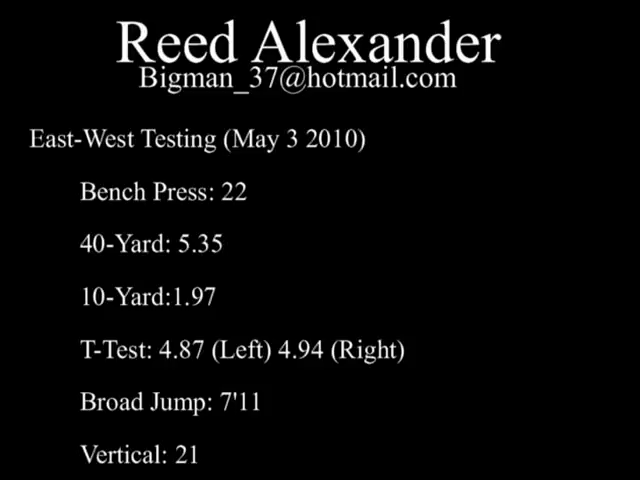 Reed Alexander
Bigman_37@hotmail.com
East-West Testing (May 3 2010)
Bench Press: 22
40-Yard: 5.35
10-Yard:1.97
T-Test: 4.87 (Left) 4.94 (Right)
Broad Jump: 7'11
Vertical: 21